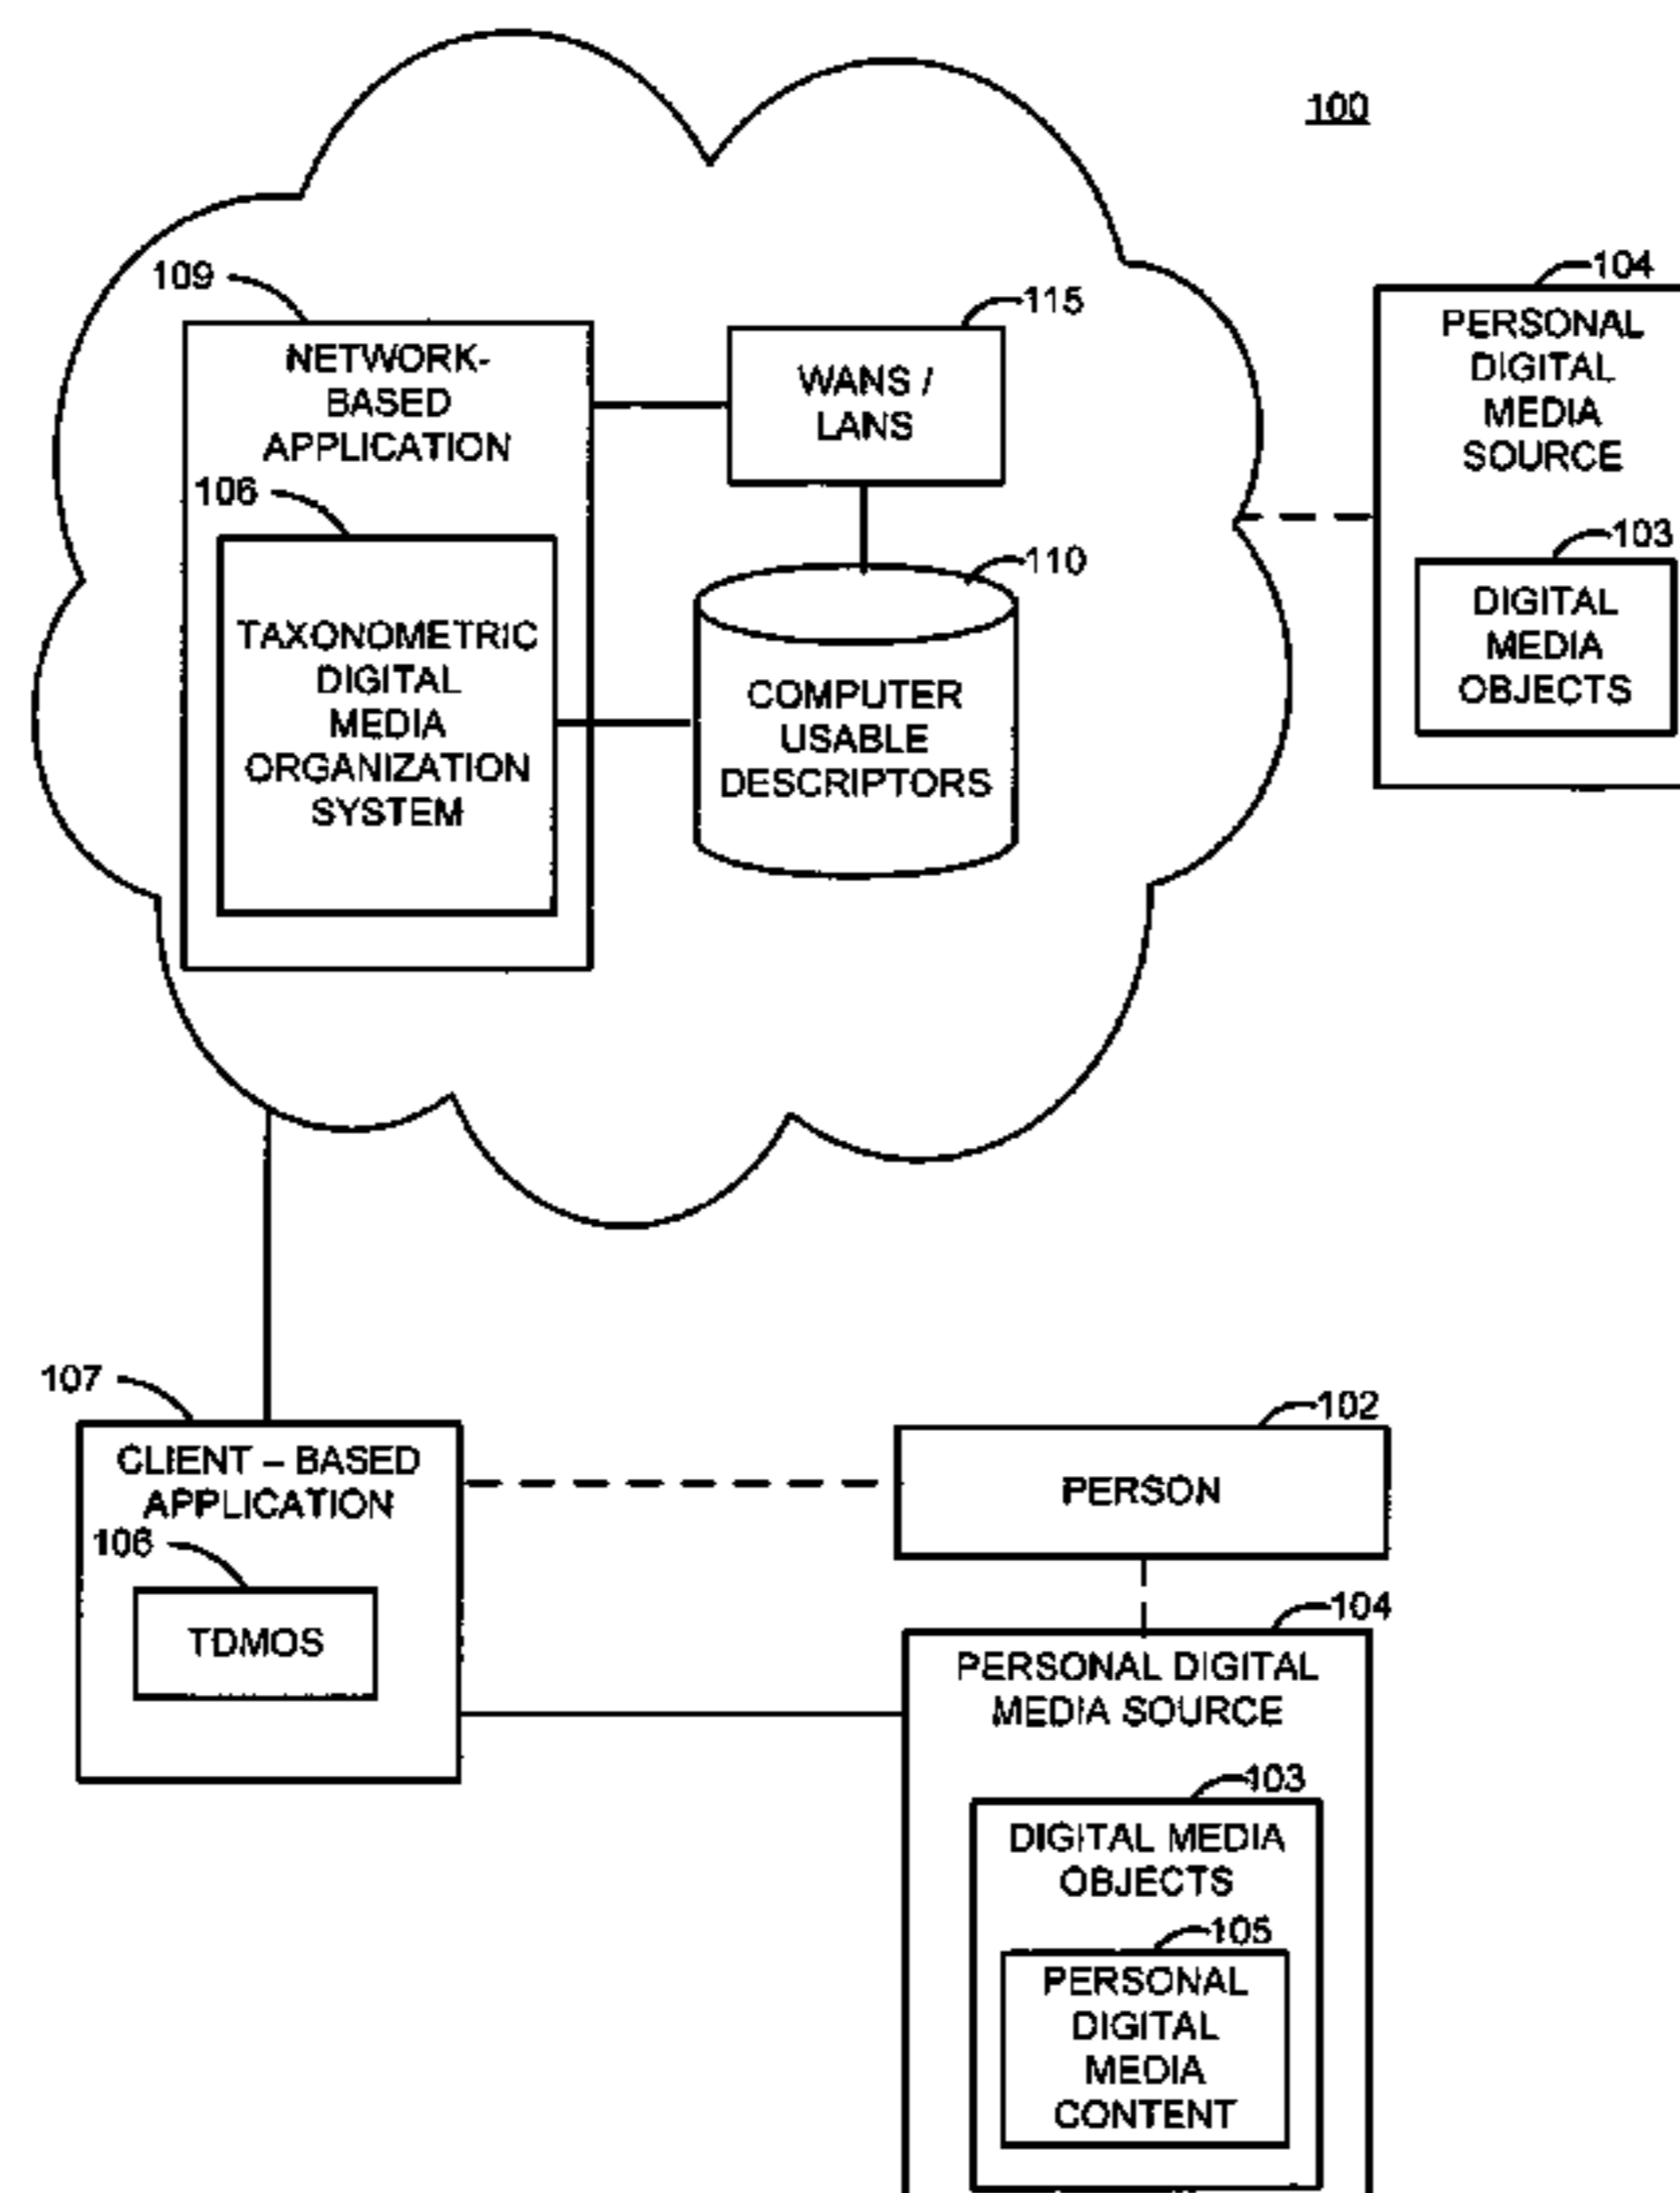 100
109
NETWORK-
BASED
APPLICATION
115
WANS /
LANS
104
PERSONAL
DIGITAL
MEDIA
SOURCE
106
TAXONOMETRIC
DIGITAL
MEDIA
ORGANIZATION
SYSTEM
110
COMPUTER
USABLE
DESCRIPTORS
103
DIGITAL
MEDIA
OBJECTS
107
CLIENT – BASED
APPLICATION
106
TDMOS
102
PERSON
104
PERSONAL DIGITAL
MEDIA SOURCE
103
DIGITAL MEDIA
OBJECTS
105
PERSONAL
DIGITAL
MEDIA
CONTENT